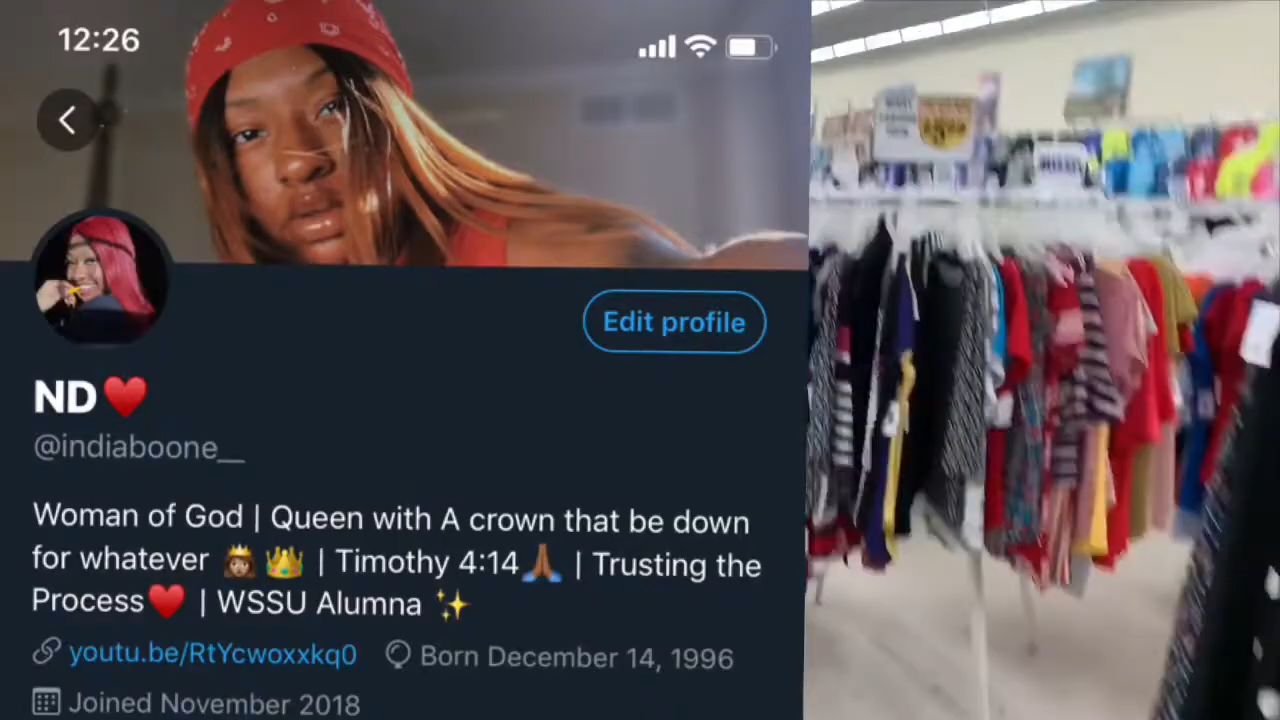 12:26
Edit profile
ND♥️
@indiaboone__
Woman of God | Queen with A crown that be down
for whatever 👸🏽👑 | Timothy 4:14🙏🏾 | Trusting the
Process♥️ | WSSU Alumna ✨
youtu.be/RtYcwoxxkq0 Born December 14, 1996
Joined November 2018